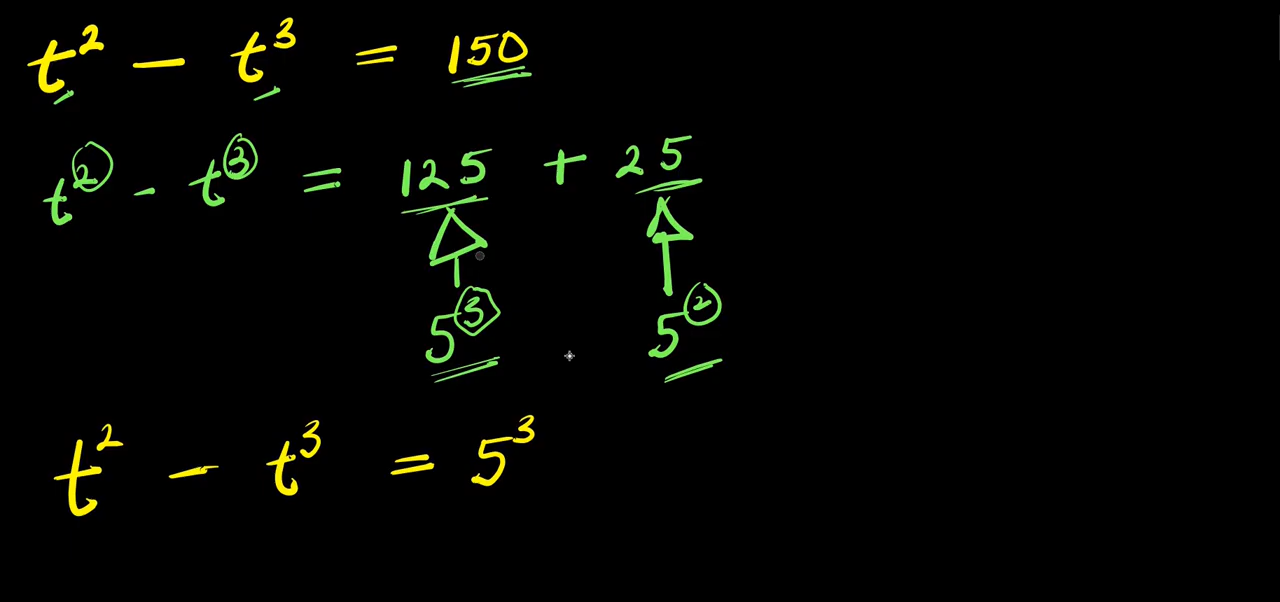 t² − t³ = 150
t² - t³ = 125 + 25
5³ 5²
t² − t³ = 5³